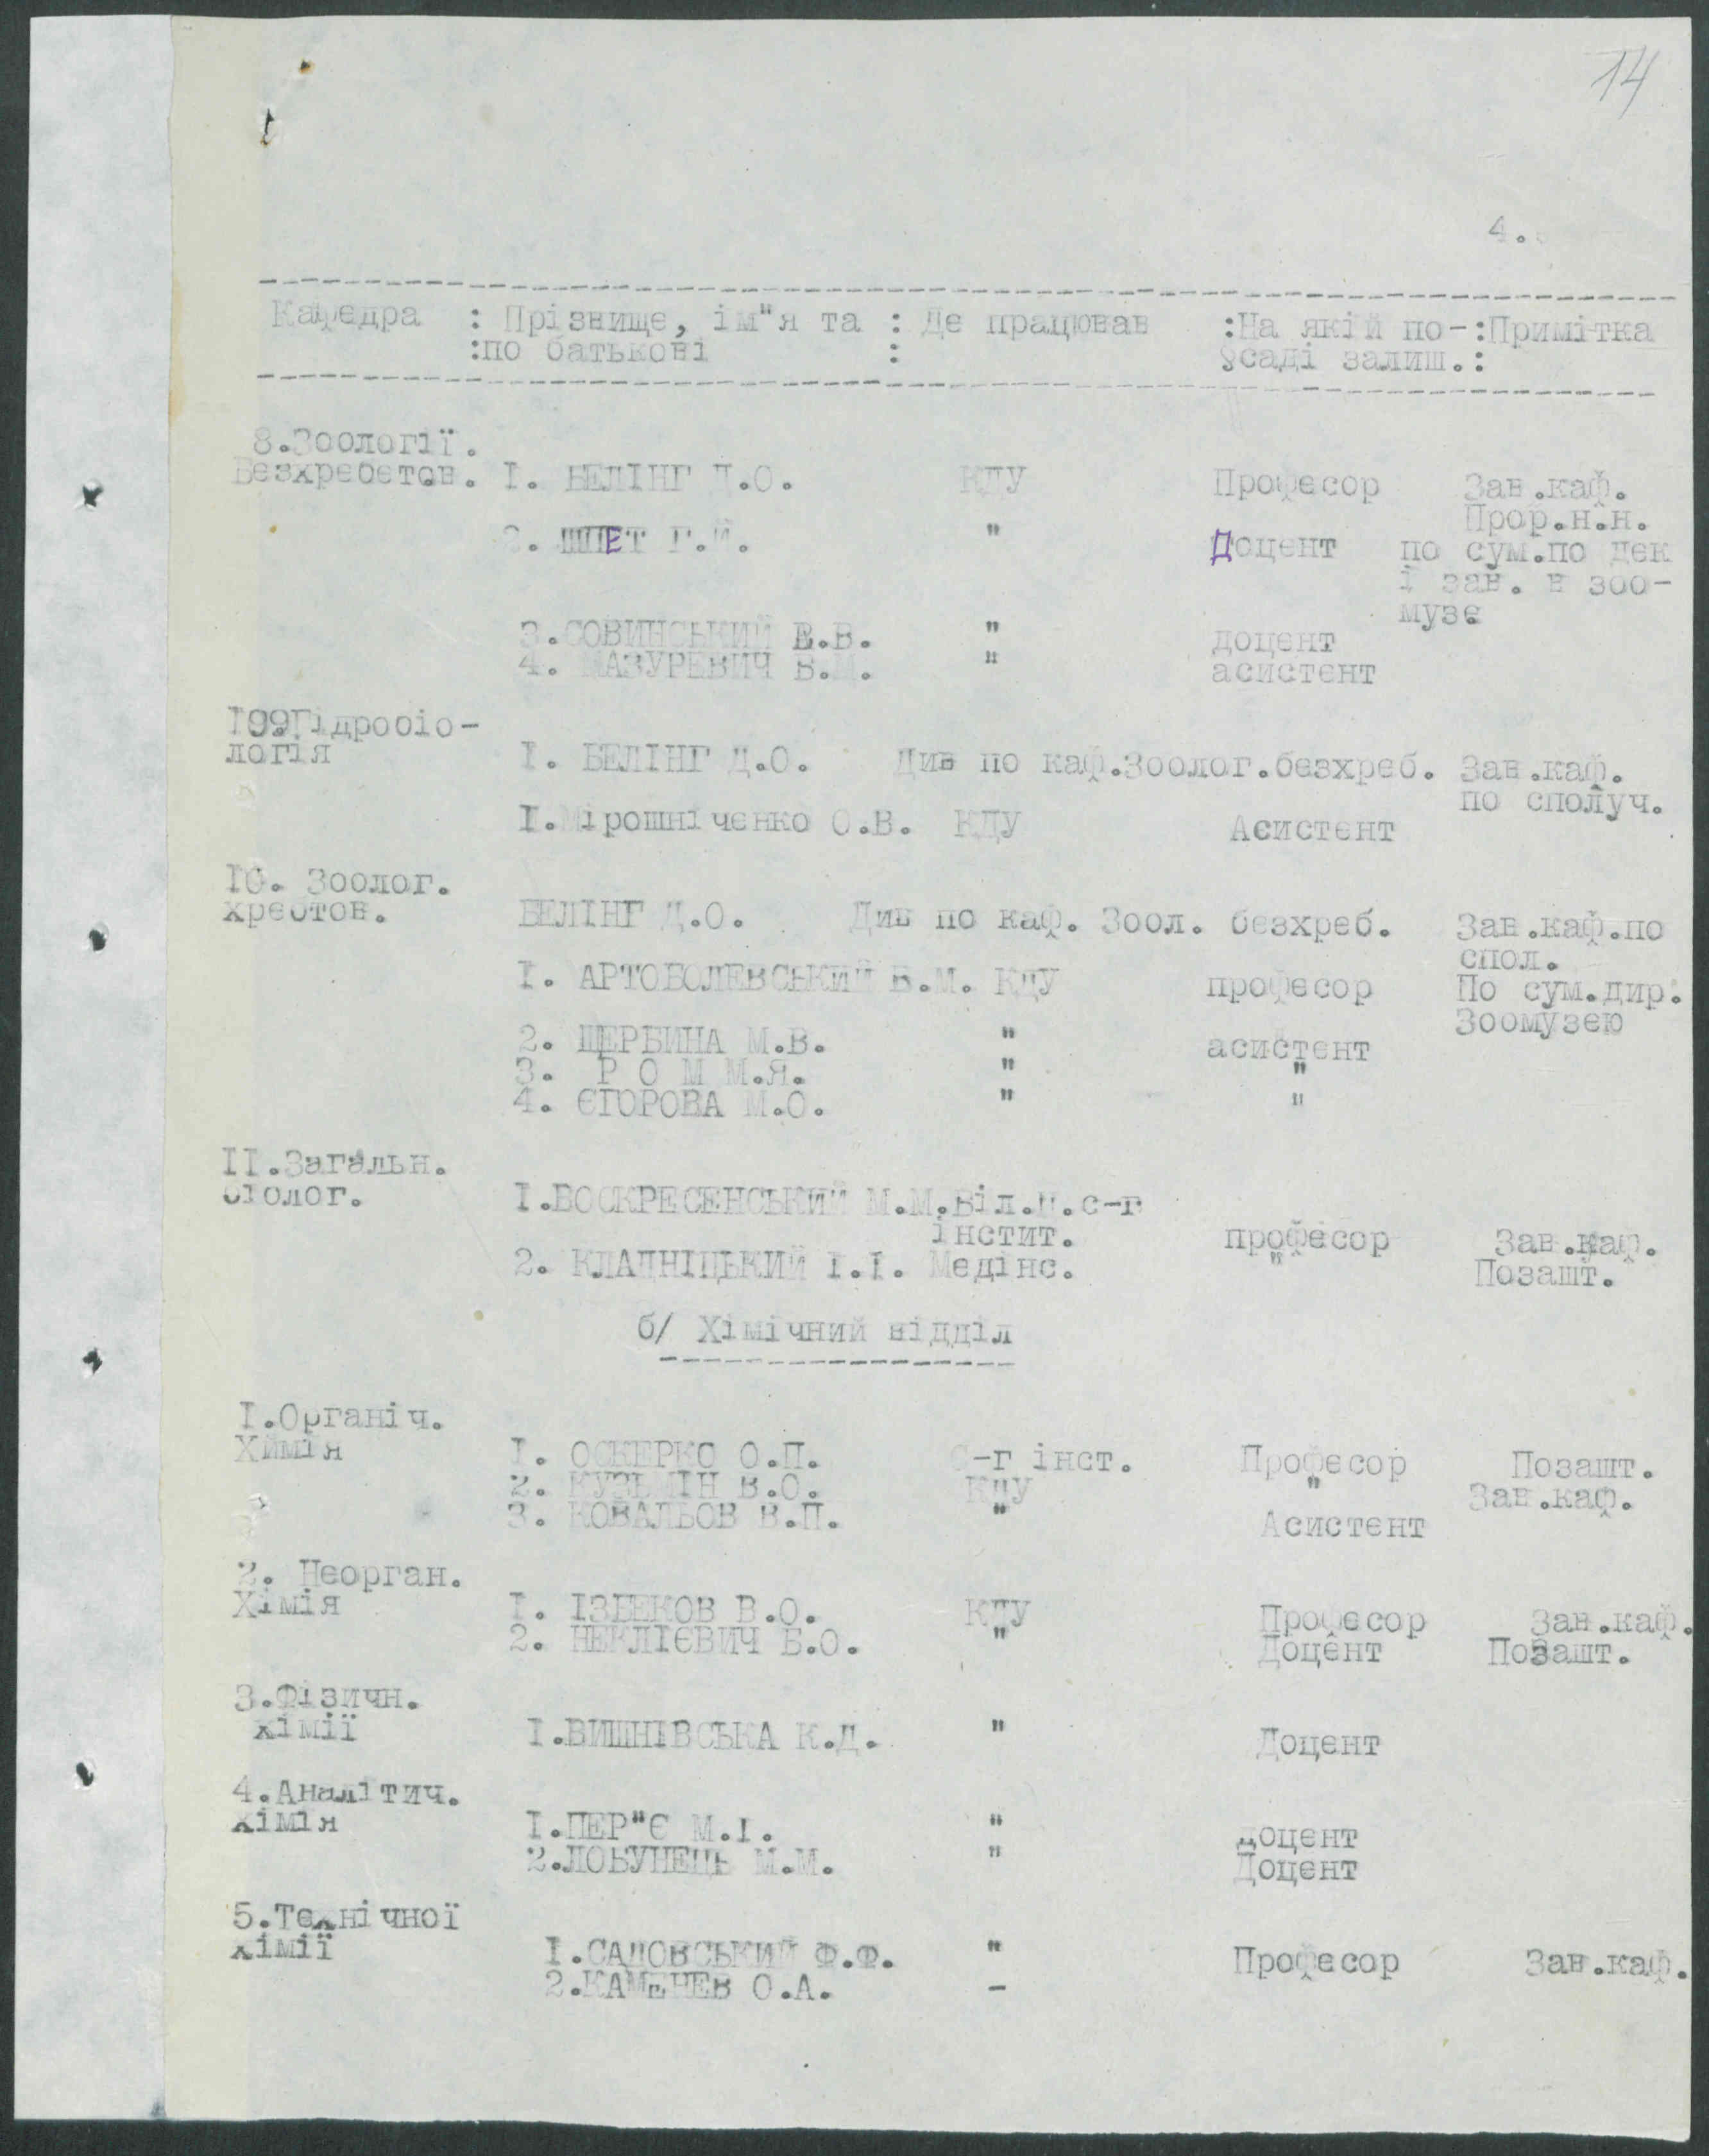 14
4.
Кафедра : Прізвище, ім"я та : Де працював :На якій по-:Примітка
:по батькові : усаді залиш.:
8.Зоології.
Безхребетов. I. БЕЛІНГ Д.О. КДУ Професор Зав.каф.
Прор.н.н.
2. ШПЕТ Г.Й. " Доцент по сум.по дек
і зав. в зоо-
музе
3.СОВИНСЬКИЙ В.В. " доцент
4. МАЗУРЕВИЧ В.М. " асистент
I99Гідробіо-
логія I. БЕЛІНГ Д.О. Див по каф.Зоолог.безхреб. Зав.каф.
по сполуч.
I.Мірошніченко О.В. КДУ Асистент
IO. Зоолог.
хребтов. БЕЛІНГ Д.О. Див по каф. Зоол. безхреб. Зав.каф.по
спол.
I. АРТОБОЛЕВСЬКИЙ В.М. КДУ професор По сум.дир.
Зоомузею
2. ЩЕРБИНА М.В. " асистент
3. Р О М М.Я. " "
4. ЄГОРОВА М.О. " "
II.Загальн.
біолог. I.ВОСКРЕСЕНСЬКИЙ М.М.Біл.ц.с-г
інстит. професор Зав.каф.
2. КЛАДНІЦЬКИЙ І.І. Медінс. " Позашт.
б/ Хімічний відділ
I.Органіч.
Химія I. ОСКЕРКО О.П. С-г інст. Професор Позашт.
2. КУЗЬМІН В.О. КДУ " Зав.каф.
3. КОВАЛЬОВ В.П. " Асистент
2. Неорган.
Хімія I. ІЗБЕКОВ В.О. КДУ Професор Зав.каф.
2. НЕКЛІЄВИЧ Б.О. " Доцент Позашт.
3.Фізичн.
хімії I.ВИШНІВСЬКА К.Д. " Доцент
4.Аналітич.
хімія I.ПЕР"Є М.І. " доцент
2.ЛОБУНЕЦЬ М.М. " Доцент
5.Технічної
хімії I.САДОВСЬКИЙ Ф.Ф. " Професор Зав.каф.
2.КАМЕНЕВ О.А. -